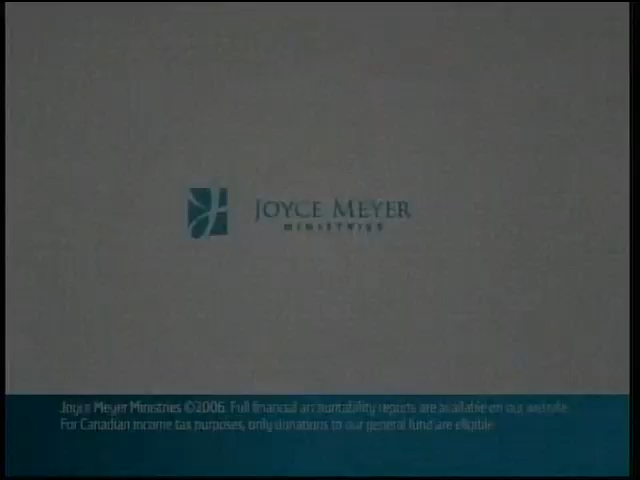 JOYCE MEYER
MINISTRIES
Joyce Meyer Ministries ©2006. Full financial accountability reports are available on our website.
For Canadian income tax purposes, only donations to our general fund are eligible.